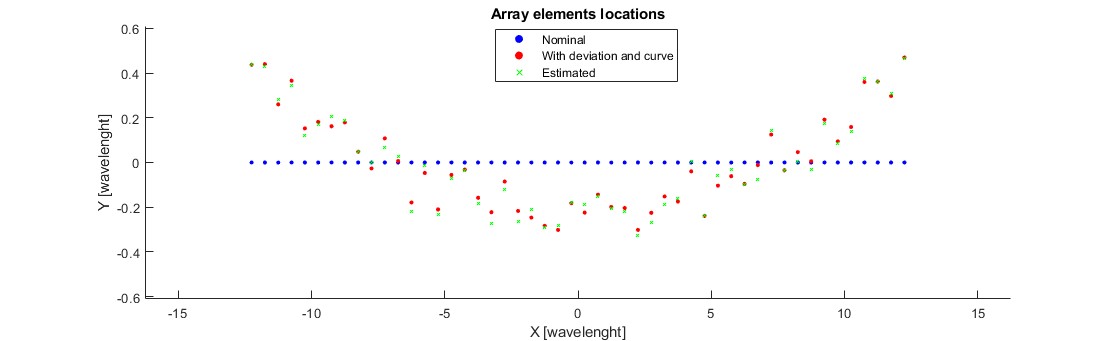 Array elements locations
Nominal
With deviation and curve
Estimated
0.6
0.4
0.2
0
-0.2
-0.4
-0.6
Y [wavelenght]
-15
-10
-5
0
5
10
15
X [wavelenght]